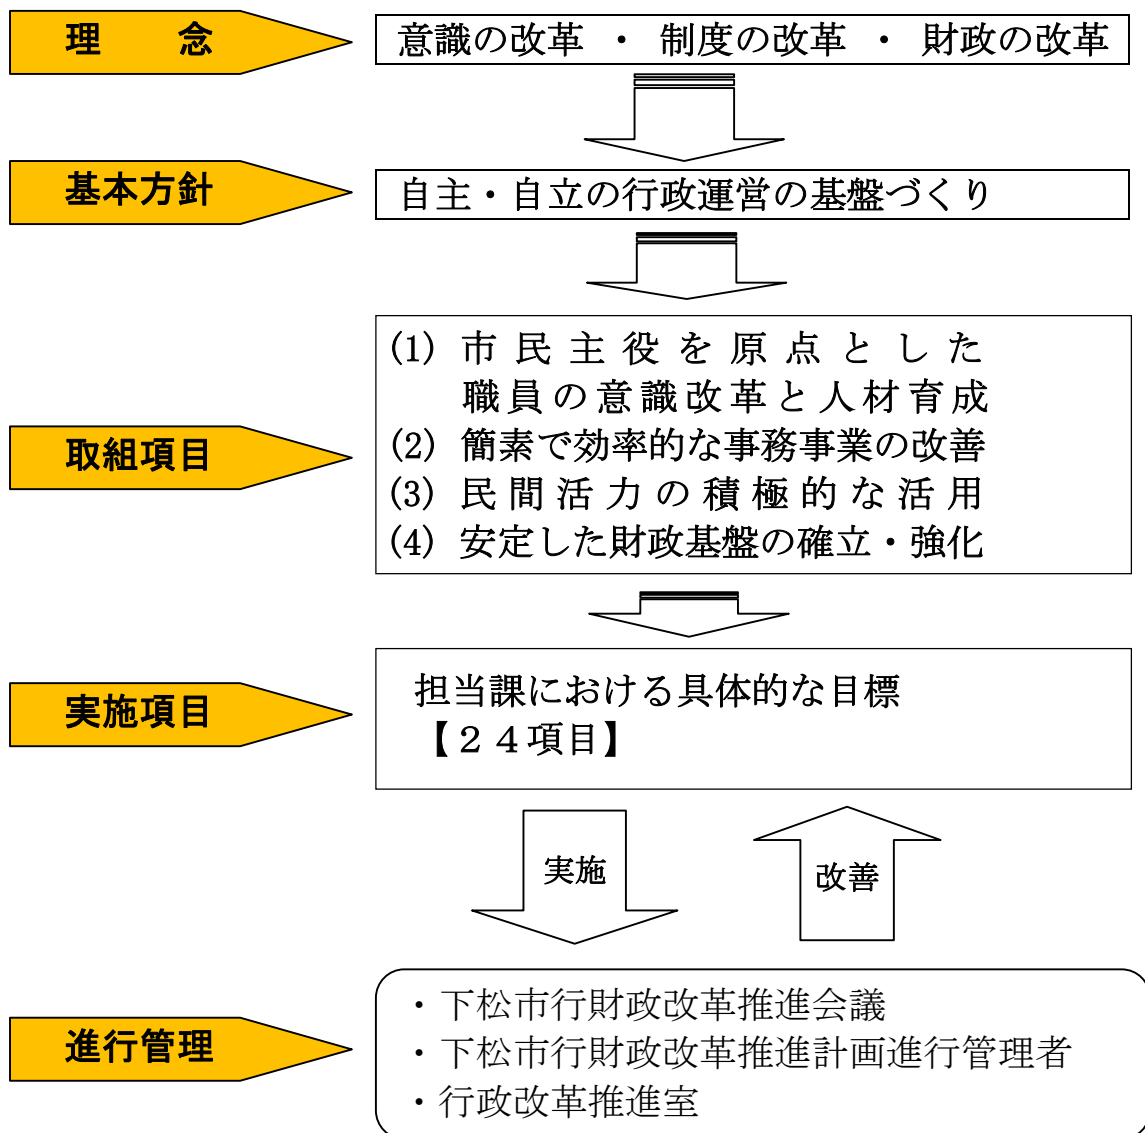 理　　念
意識の改革 ・ 制度の改革 ・ 財政の改革
基本方針
自主・自立の行政運営の基盤づくり
取組項目
(1) 市民主役を原点とした
職員の意識改革と人材育成
(2) 簡素で効率的な事務事業の改善
(3) 民間活力の積極的な活用
(4) 安定した財政基盤の確立・強化
実施項目
担当課における具体的な目標
【２４項目】
実施
改善
進行管理
・下松市行財政改革推進会議
・下松市行財政改革推進計画進行管理者
・行政改革推進室